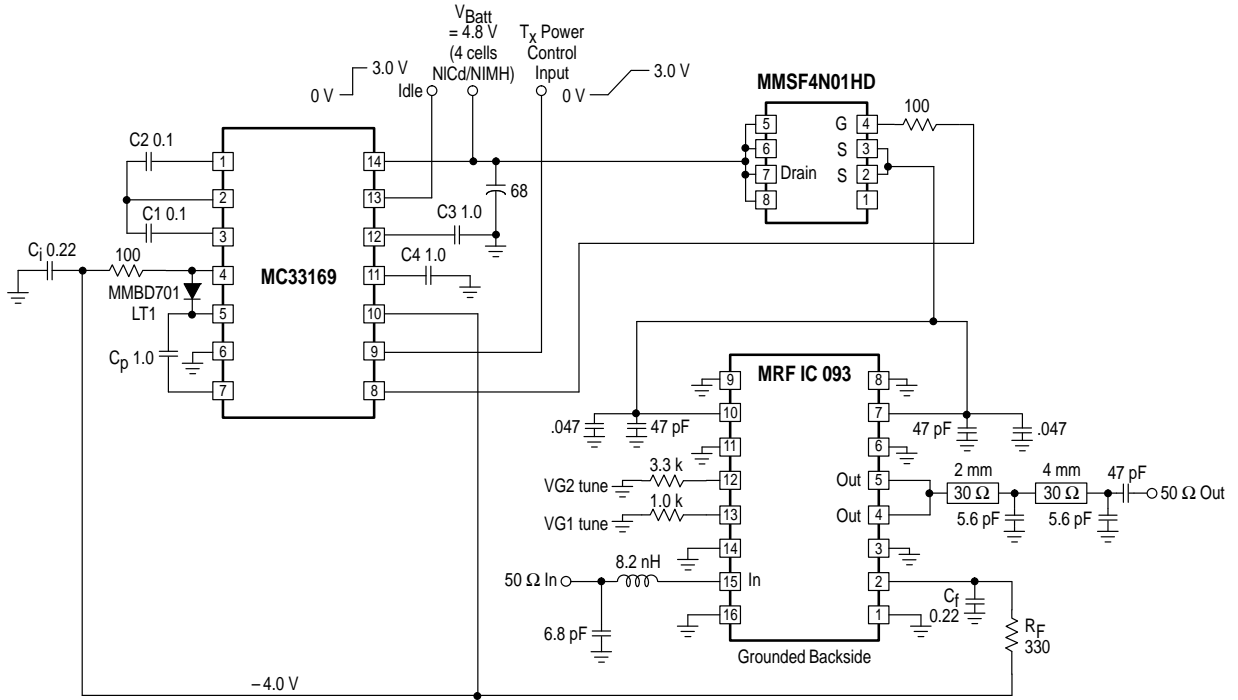 VBatt
= 4.8 V
(4 cells
NICd/NIMH)
TX Power
Control
Input
3.0 V
0 V
Idle
0 V
3.0 V
MMSF4N01HD
100
5
6
7
8
Drain
G
S
S
4
3
2
1
C2 0.1
C1 0.1
Ci 0.22
100
MMBD701
LT1
Cp 1.0
MC33169
1
2
3
4
5
6
7
14
13
12
11
10
9
8
68
C3 1.0
C4 1.0
MRF IC 093
9
10
11
12
13
14
15
16
In
8
7
6
5
4
3
2
1
Out
Out
.047
47 pF
47 pF
.047
3.3 k
VG2 tune
1.0 k
VG1 tune
2 mm
30 Ω
4 mm
30 Ω
47 pF
50 Ω Out
5.6 pF
5.6 pF
50 Ω In
8.2 nH
6.8 pF
Cf
0.22
RF
330
Grounded Backside
–4.0 V